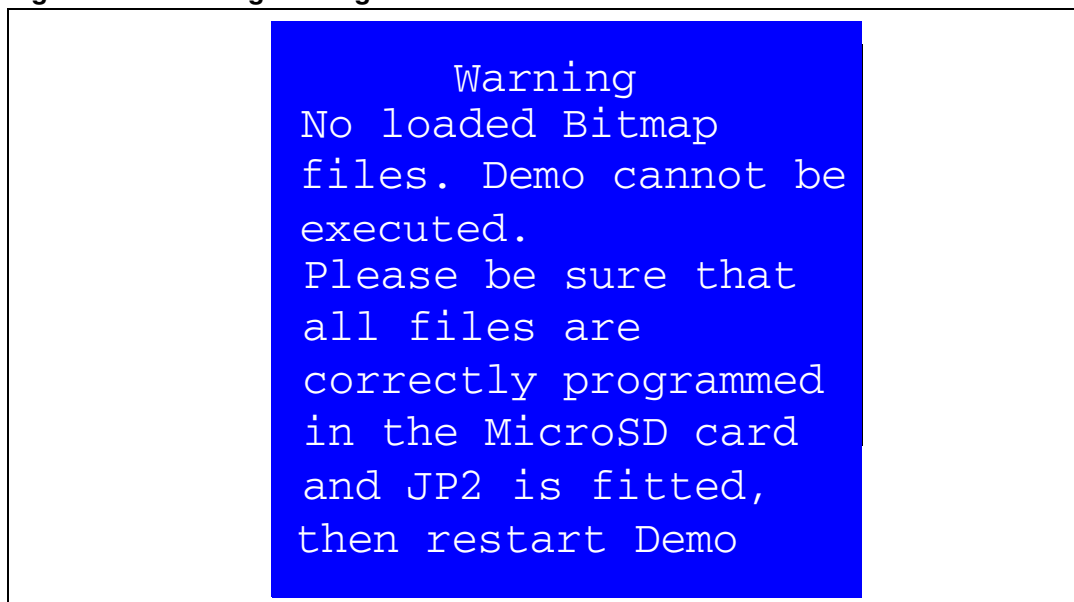 Warning
No loaded Bitmap
files. Demo cannot be
executed.
Please be sure that
all files are
correctly programmed
in the MicroSD card
and JP2 is fitted,
then restart Demo